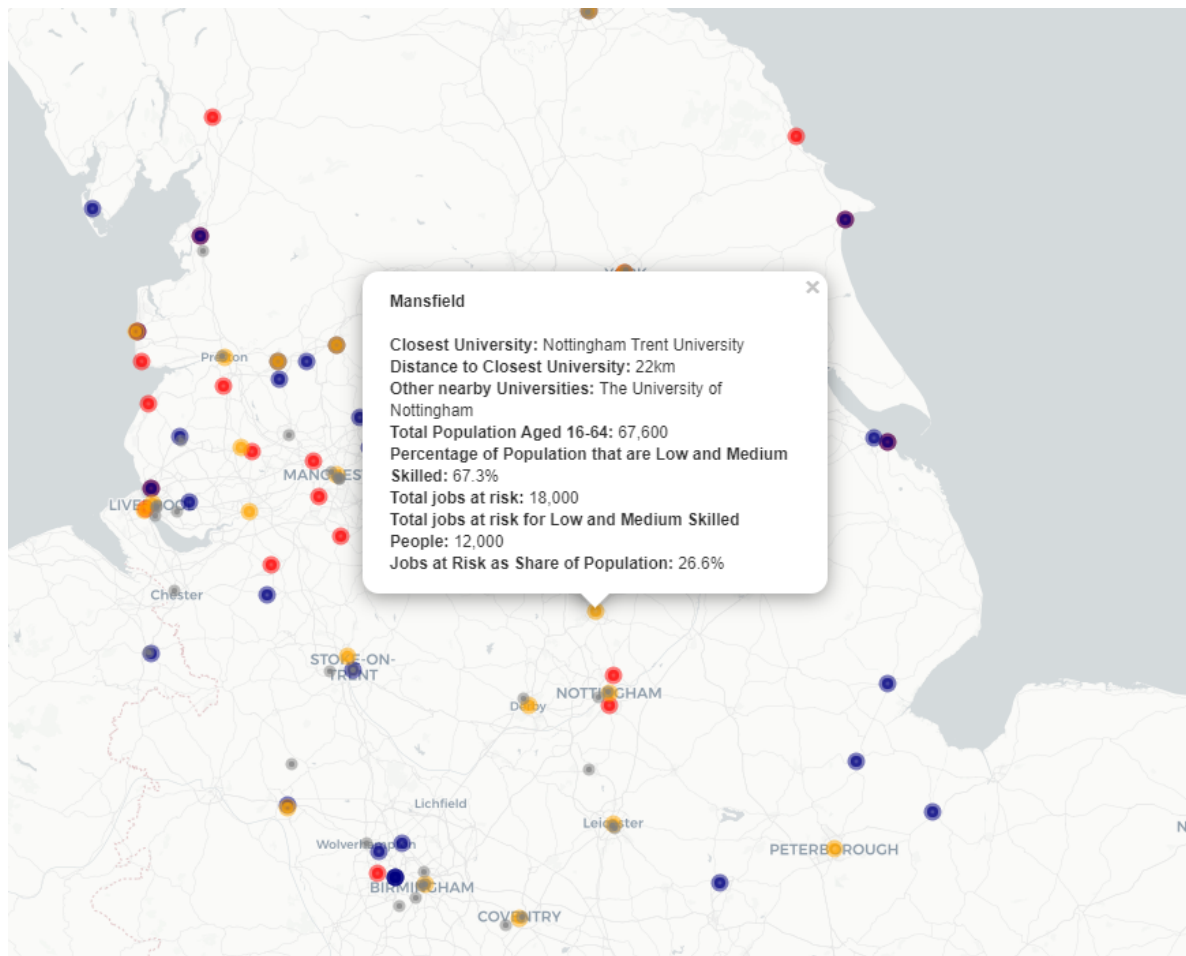 YORK
Mansfield
×
Closest University: Nottingham Trent University
Distance to Closest University: 22km
Other nearby Universities: The University of
Nottingham
Total Population Aged 16-64: 67,600
Percentage of Population that are Low and Medium
Skilled: 67.3%
Total jobs at risk: 18,000
Total jobs at risk for Low and Medium Skilled
People: 12,000
Jobs at Risk as Share of Population: 26.6%
Preston
MANCHES
LIVERPOOL
Chester
STOKE-ON-
TRENT
NOTTINGHAM
Derby
Lichfield
Leicester
Wolverhampton
PETERBOROUGH
BIRMINGHAM
COVENTRY
N